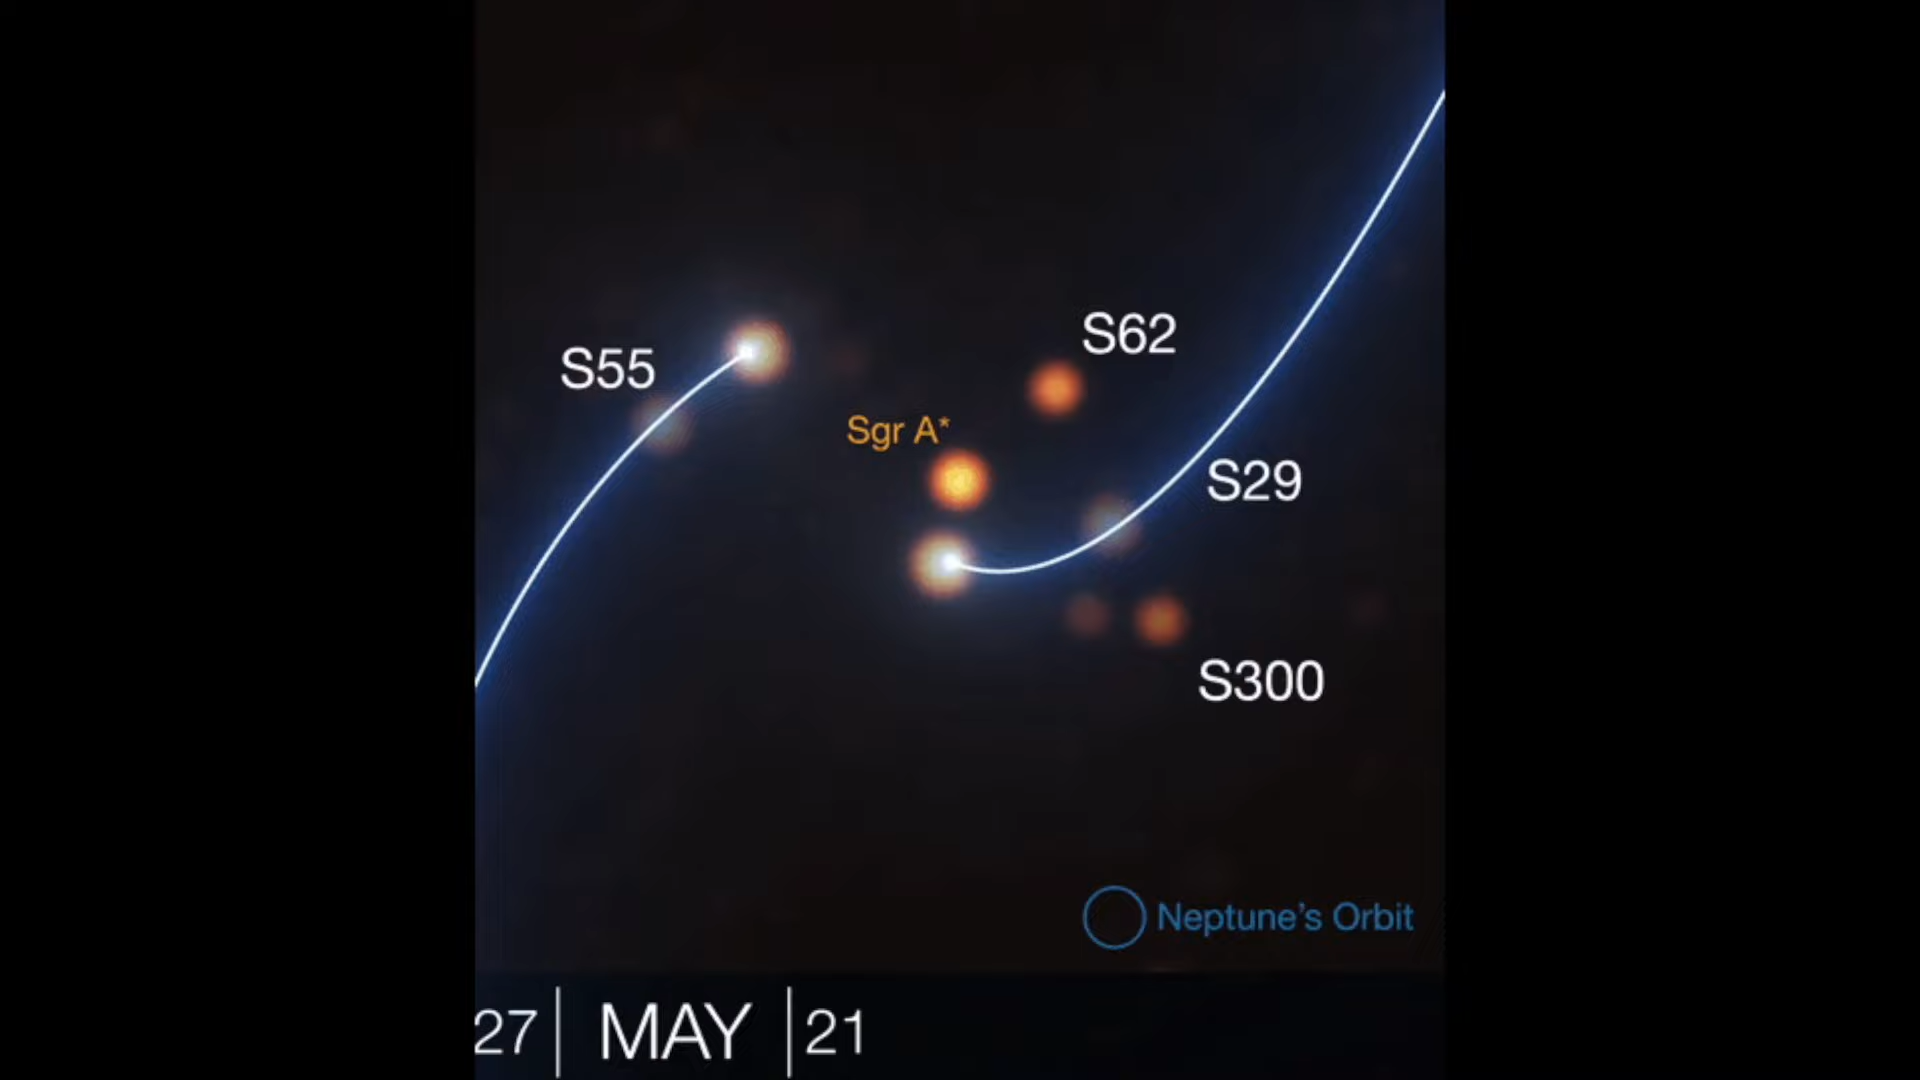 S62
S55
Sgr A*
S29
S300
Neptune’s Orbit
27 MAY 21